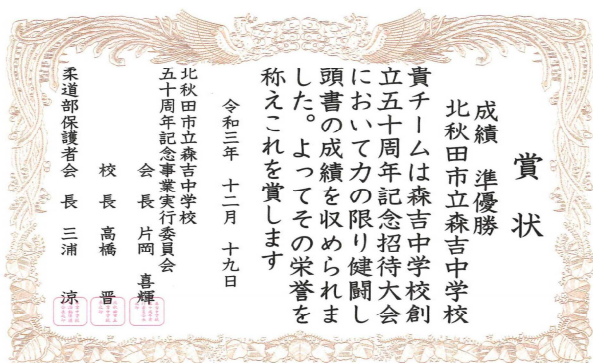 賞状
成績 準優勝
北秋田市立森吉中学校
貴チームは森吉中学校創
立五十周年記念招待大会
において力の限り健闘し
頭書の成績を収められま
した。よってその栄誉を
称えこれを賞します
令和三年 十二月 十九日
北秋田市立森吉中学校
五十周年記念事業実行委員会
会長 片岡 喜輝
校長 高橋 晋
柔道部保護者会長 三浦 涼